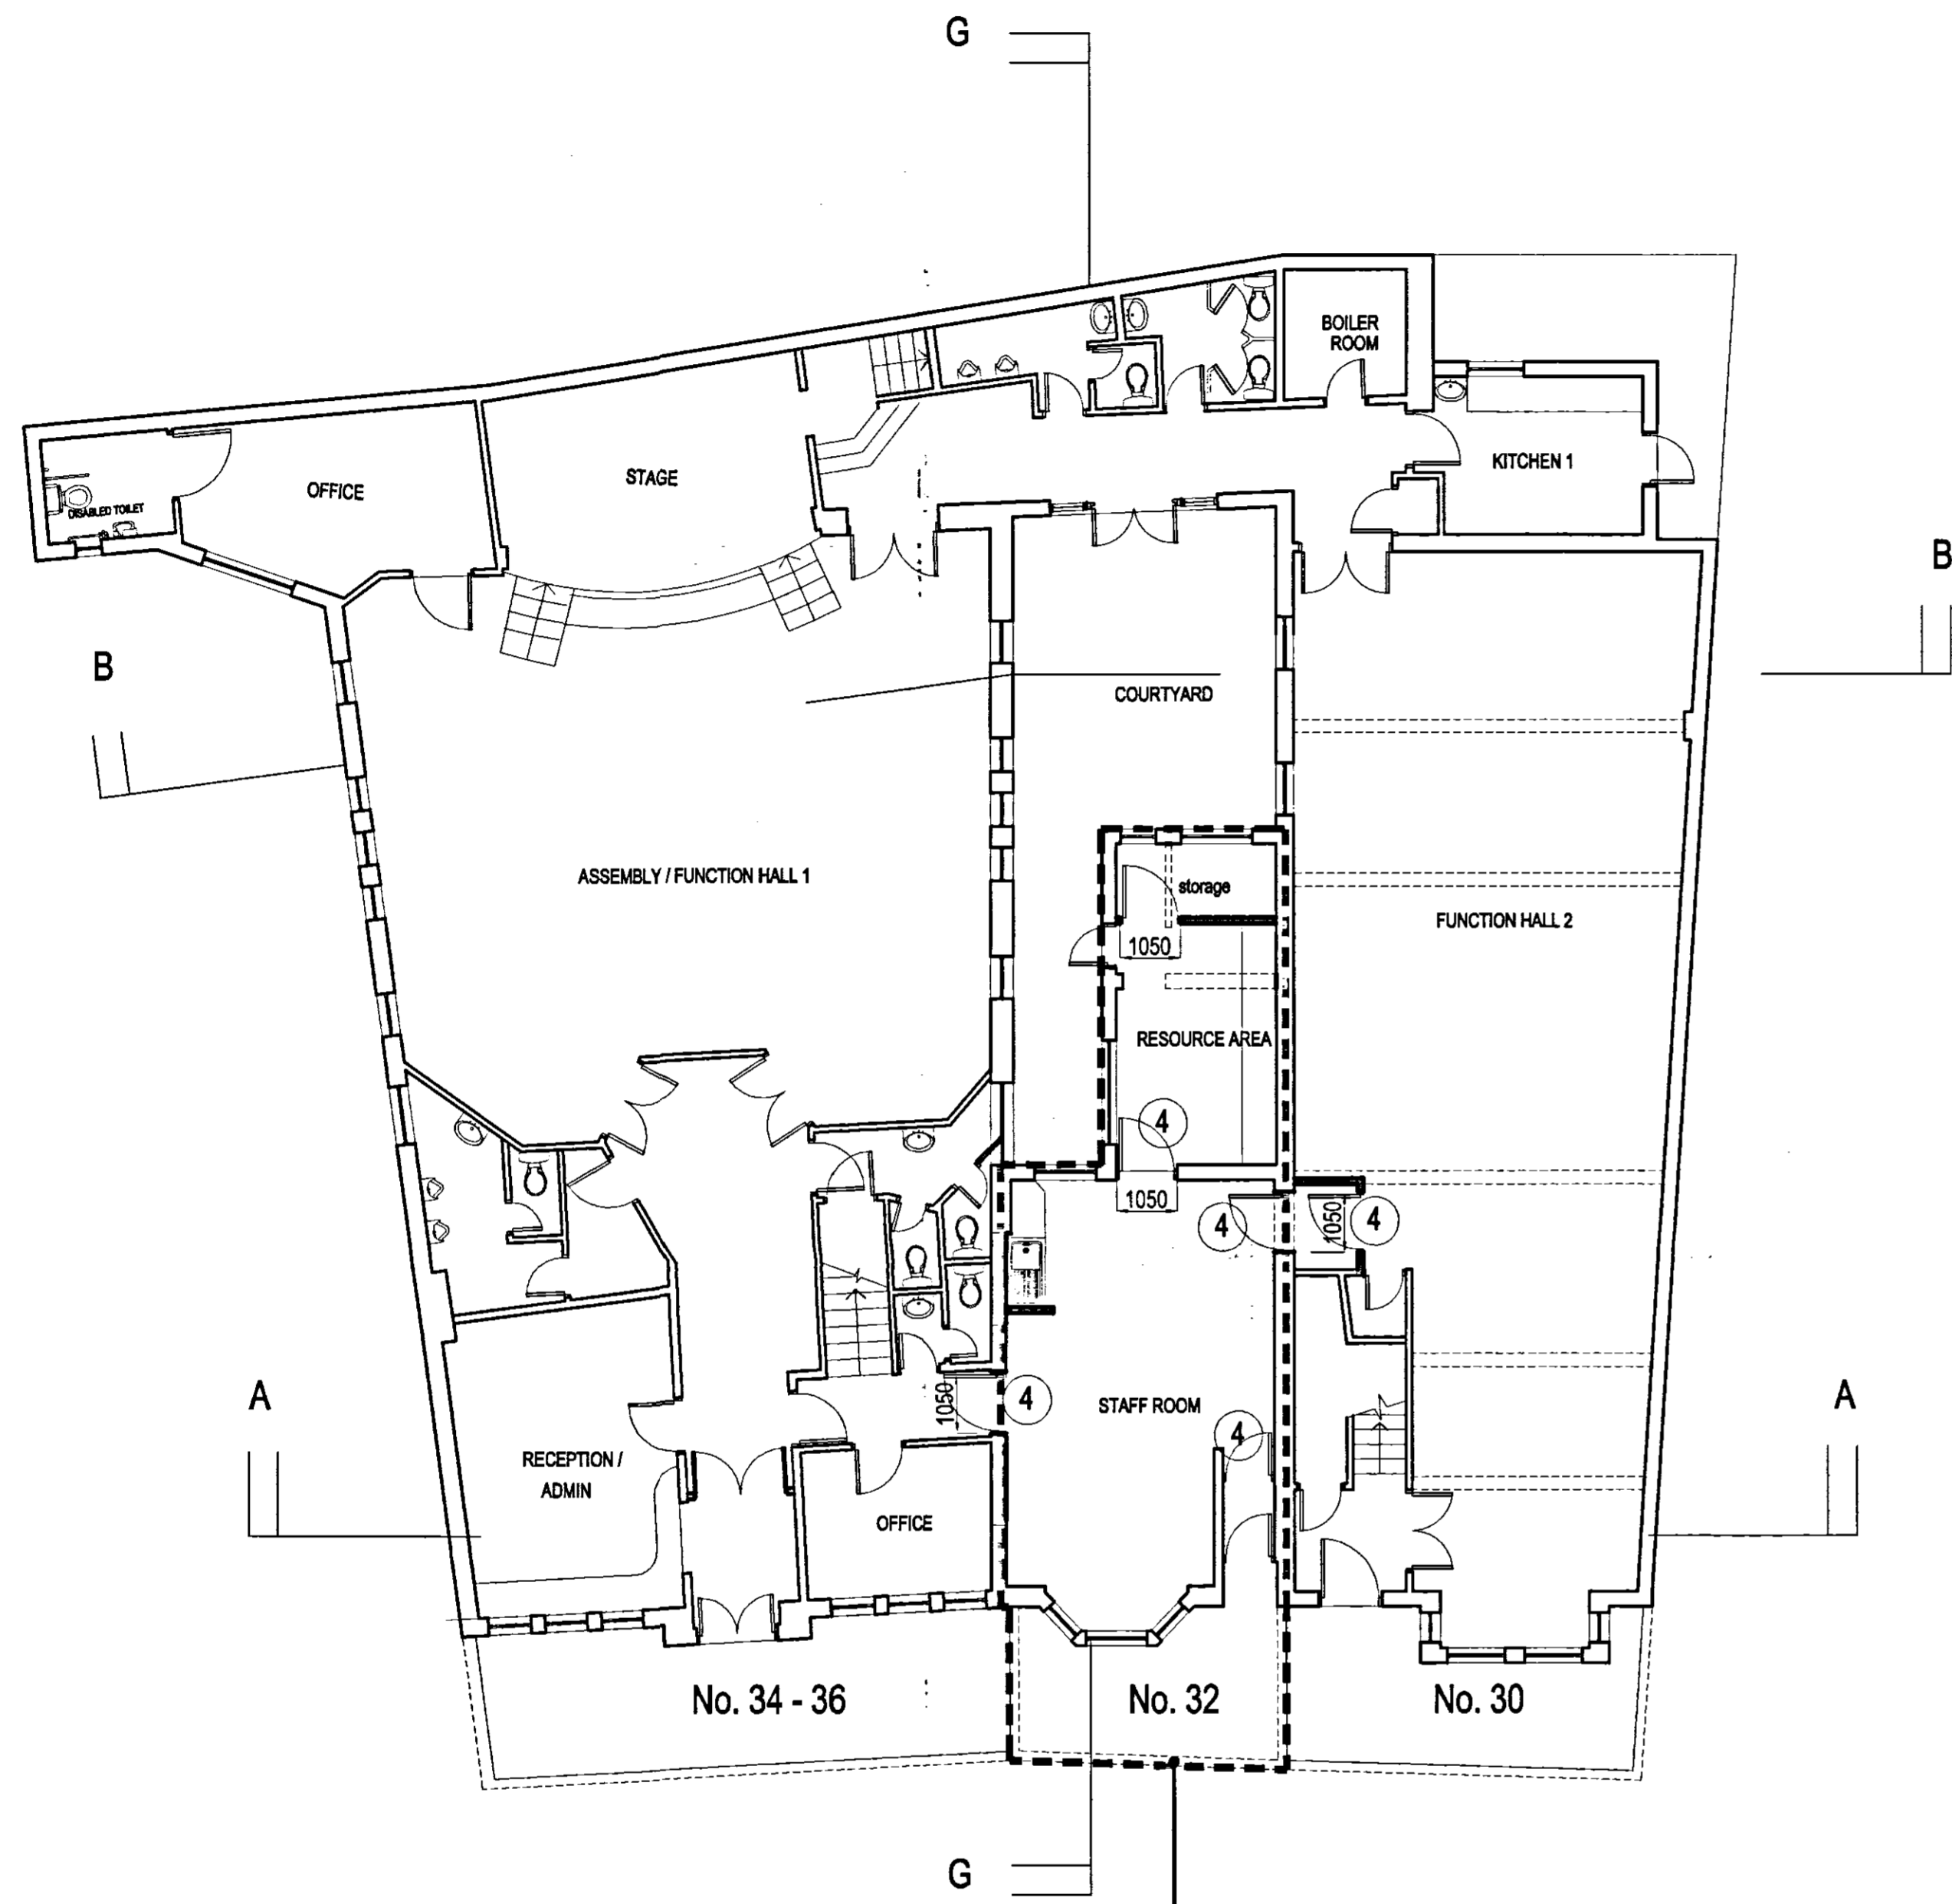 G
BOILER
ROOM
KITCHEN 1
STAGE
OFFICE
DISABLED TOILET
B
B
COURTYARD
ASSEMBLY / FUNCTION HALL 1
storage
FUNCTION HALL 2
1050
RESOURCE AREA
4
1050
4
1050
4
A
1050
4
STAFF ROOM
4
A
RECEPTION /
ADMIN
OFFICE
No. 34 - 36
No. 32
No. 30
G